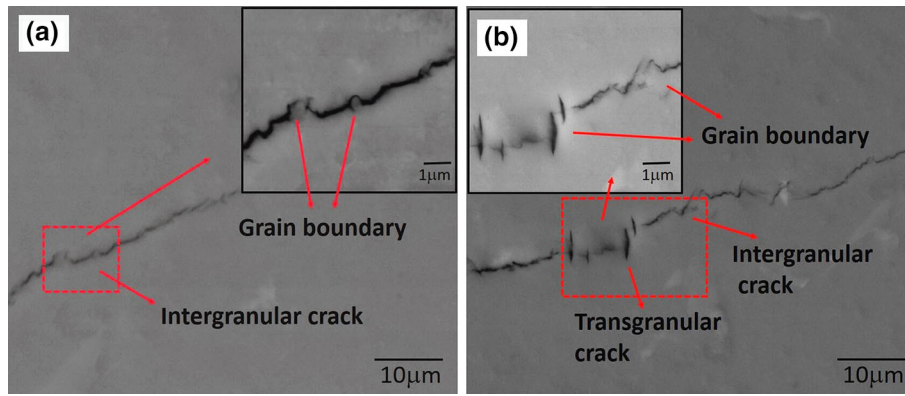 (a)
1μm
Grain boundary
Intergranular crack
10μm
(b)
1μm
Grain boundary
Intergranular
crack
Transgranular
crack
10μm